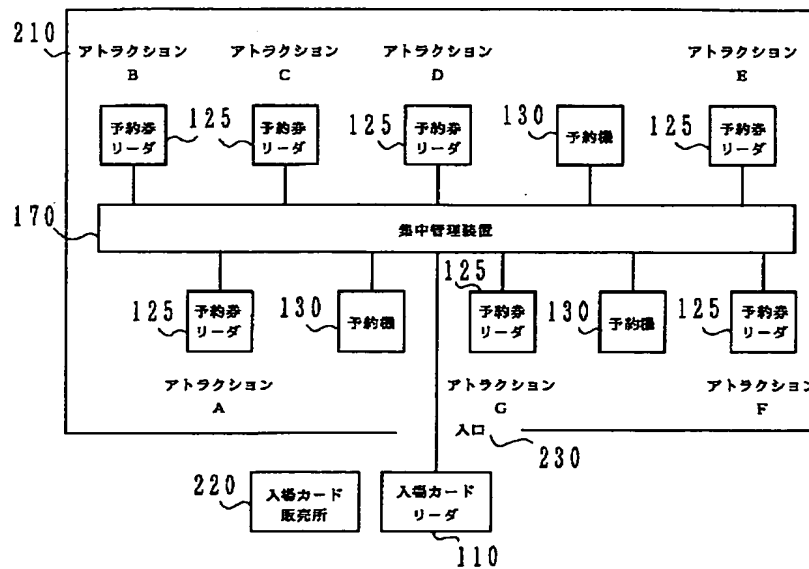 210
アトラクション
B
アトラクション
C
アトラクション
D
アトラクション
E
予約券
リーダ
125
予約券
リーダ
125
予約券
リーダ
130
予約機
125
予約券
リーダ
170
集中管理装置
125
予約券
リーダ
130
予約機
125
予約券
リーダ
130
予約機
125
予約券
リーダ
アトラクション
A
アトラクション
G
アトラクション
F
入口
230
220
入場カード
販売所
入場カード
リーダ
110